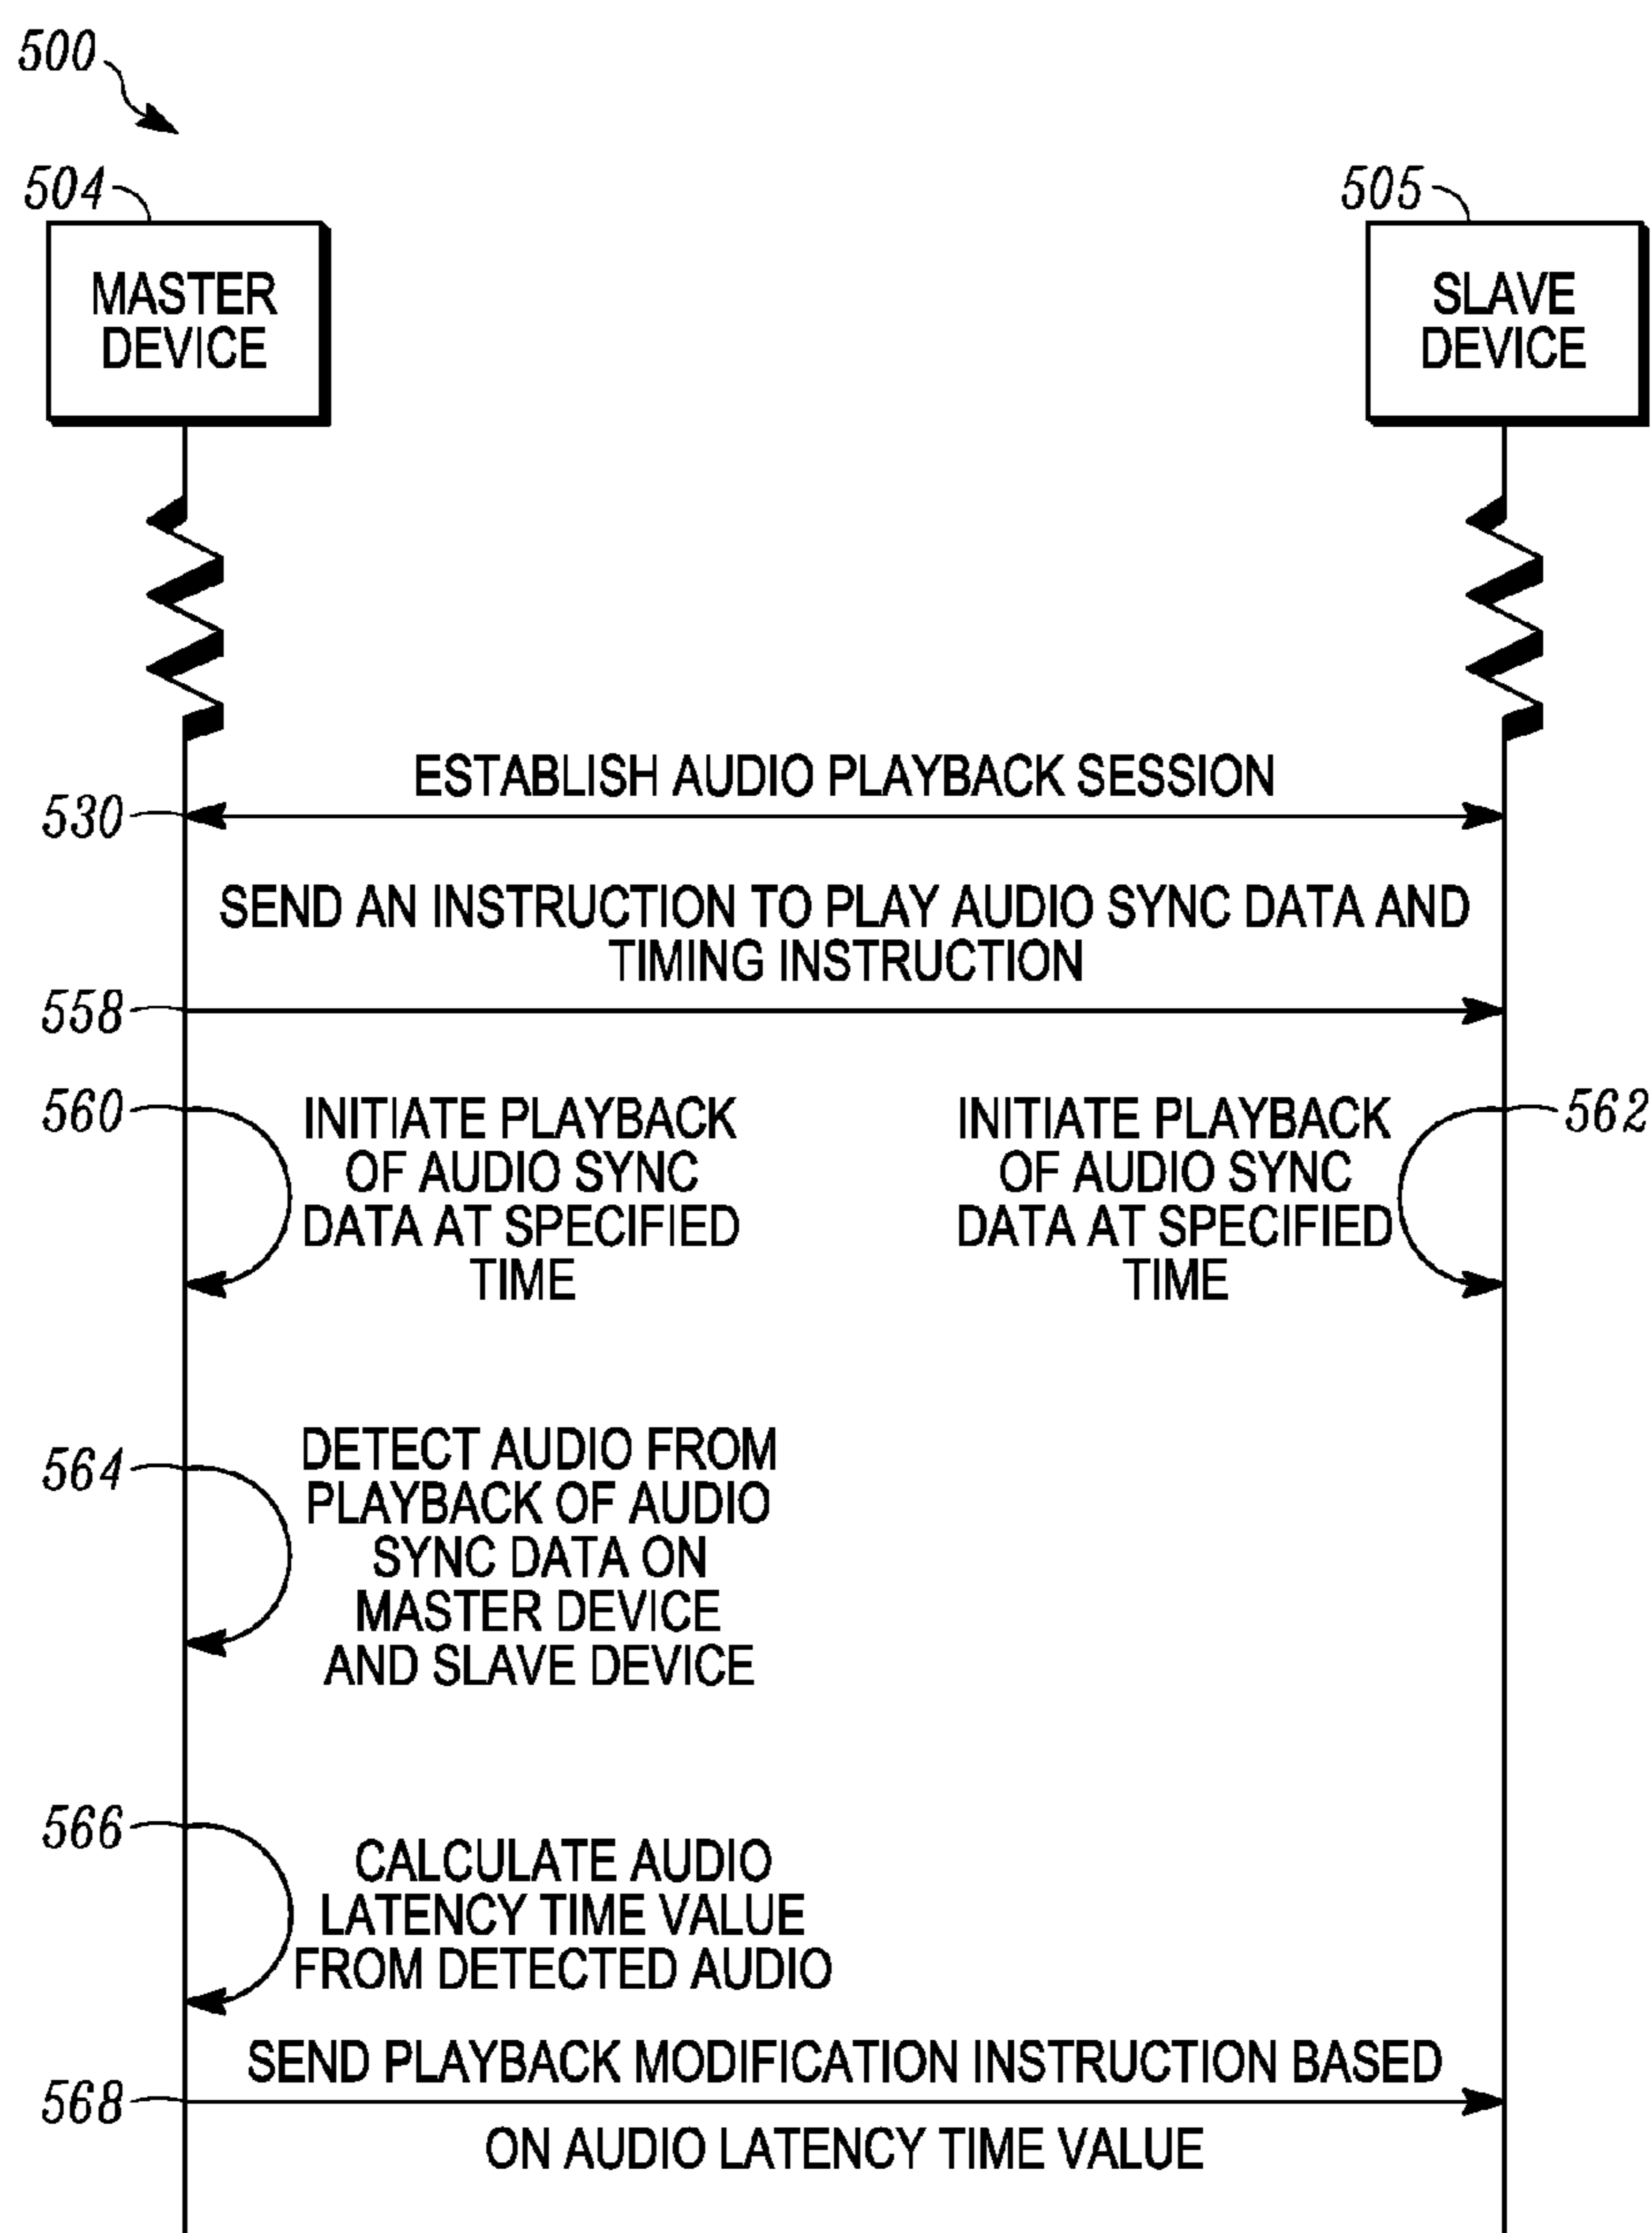 500
504
505
MASTER
DEVICE
SLAVE
DEVICE
ESTABLISH AUDIO PLAYBACK SESSION
530
SEND AN INSTRUCTION TO PLAY AUDIO SYNC DATA AND
TIMING INSTRUCTION
558
560
INITIATE PLAYBACK
OF AUDIO SYNC
DATA AT SPECIFIED
TIME
INITIATE PLAYBACK
OF AUDIO SYNC
DATA AT SPECIFIED
TIME
562
564
DETECT AUDIO FROM
PLAYBACK OF AUDIO
SYNC DATA ON
MASTER DEVICE
AND SLAVE DEVICE
566
CALCULATE AUDIO
LATENCY TIME VALUE
FROM DETECTED AUDIO
SEND PLAYBACK MODIFICATION INSTRUCTION BASED
568
ON AUDIO LATENCY TIME VALUE